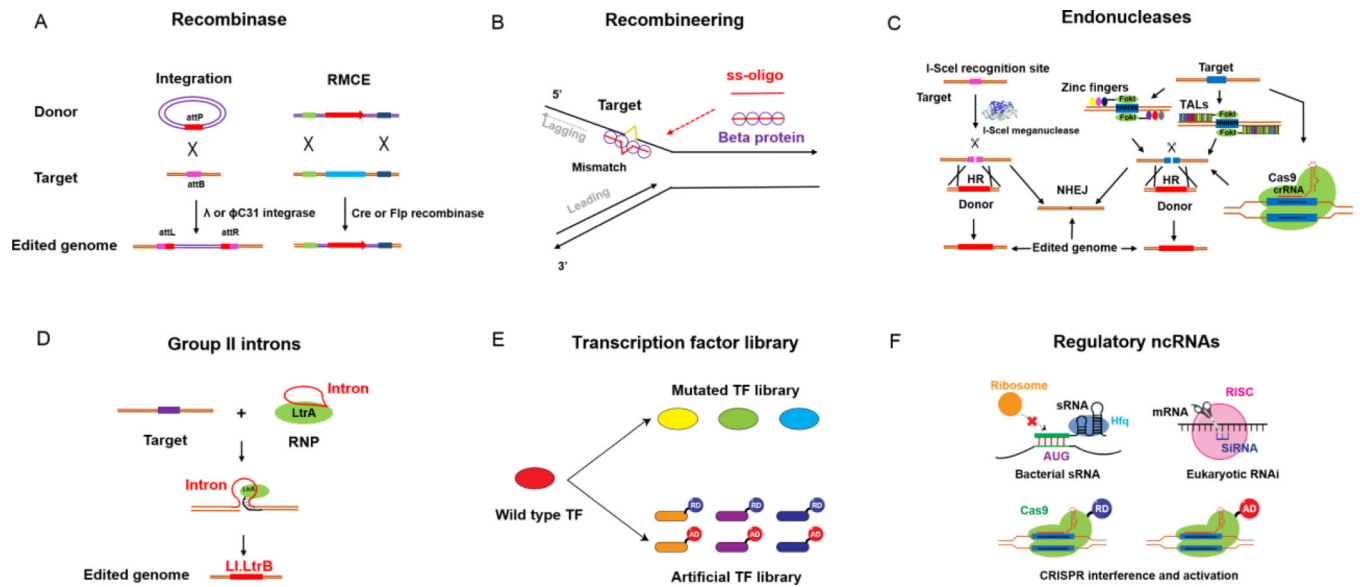 A
Recombinase
Integration
RMCE
Donor
attP
Target
attB
λ or ϕC31 integrase
Cre or Flp recombinase
attL
attR
Edited genome
B
Recombineering
ss-oligo
5’
Target
Lagging
Beta protein
Mismatch
Leading
3’
C
Endonucleases
I-SceI recognition site
Target
Target
Zinc fingers
FokI
FokI
TALs
FokI
FokI
I-SceI meganuclease
HR
NHEJ
HR
Cas9
crRNA
Donor
Donor
Edited genome
D
Group II introns
Intron
+
LtrA
Target
RNP
Intron
LtrA
LI.LtrB
Edited genome
E
Transcription factor library
Mutated TF library
Wild type TF
RD
RD
RD
AD
AD
AD
Artificial TF library
F
Regulatory ncRNAs
Ribosome
sRNA
Hfq
AUG
Bacterial sRNA
RISC
mRNA
SiRNA
Eukaryotic RNAi
Cas9
RD
AD
CRISPR interference and activation